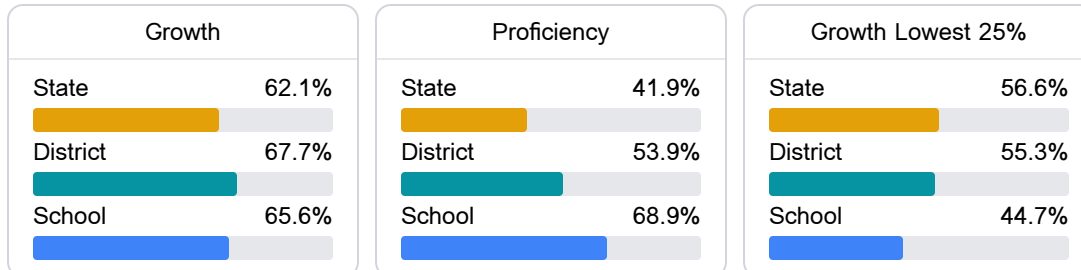 Growth
State 62.1%
District 67.7%
School 65.6%
Proficiency
State 41.9%
District 53.9%
School 68.9%
Growth Lowest 25%
State 56.6%
District 55.3%
School 44.7%